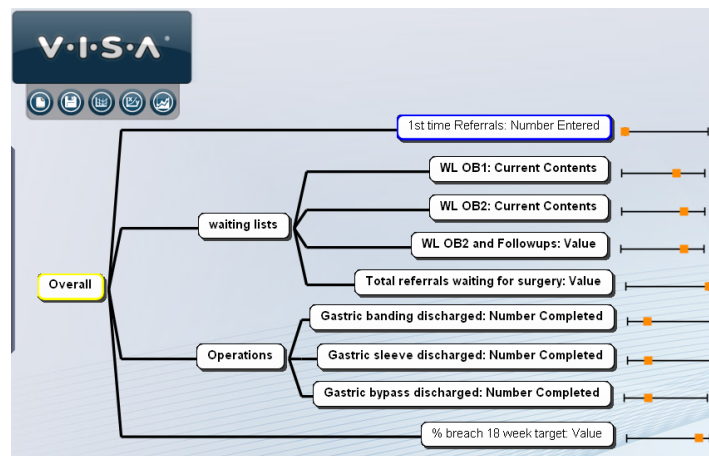 V·I·S·A
1st time Referrals: Number Entered
WL OB1: Current Contents
WL OB2: Current Contents
waiting lists
WL OB2 and Followups: Value
Overall
Total referrals waiting for surgery: Value
Gastric banding discharged: Number Completed
Operations
Gastric sleeve discharged: Number Completed
Gastric bypass discharged: Number Completed
% breach 18 week target: Value